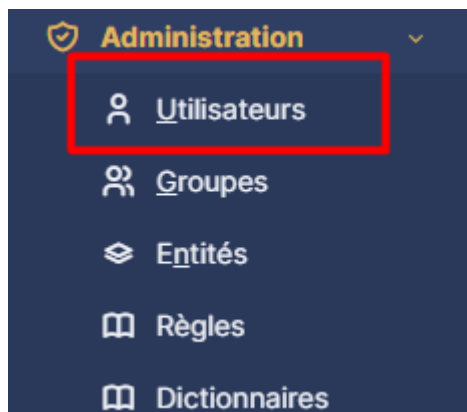 Administration
Utilisateurs
Groupes
Entités
Règles
Dictionnaires